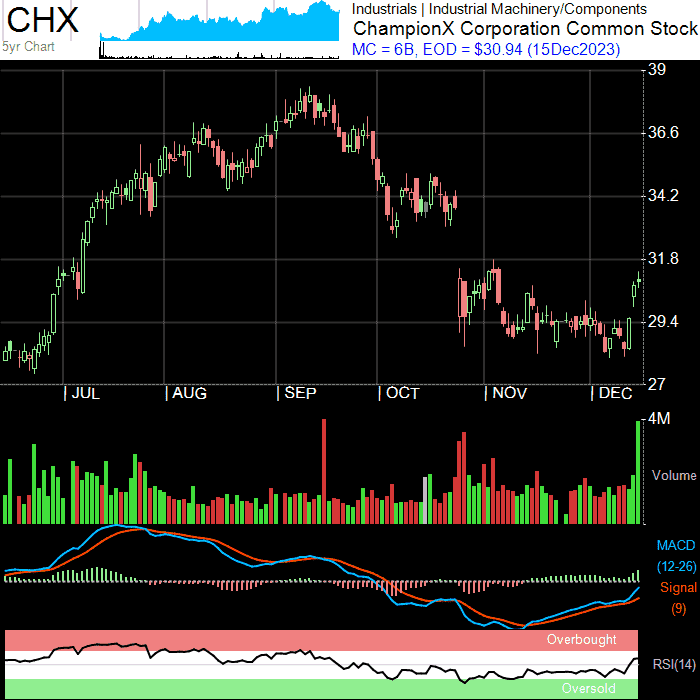 CHX
5yr Chart
Industrials | Industrial Machinery/Components
ChampionX Corporation Common Stock
MC = 6B, EOD = $30.94 (15Dec2023)
39
36.6
34.2
31.8
29.4
27
| JUL | AUG | SEP | OCT | NOV | DEC
4M
Volume
MACD
(12-26)
Signal
(9)
Overbought
RSI(14)
Oversold